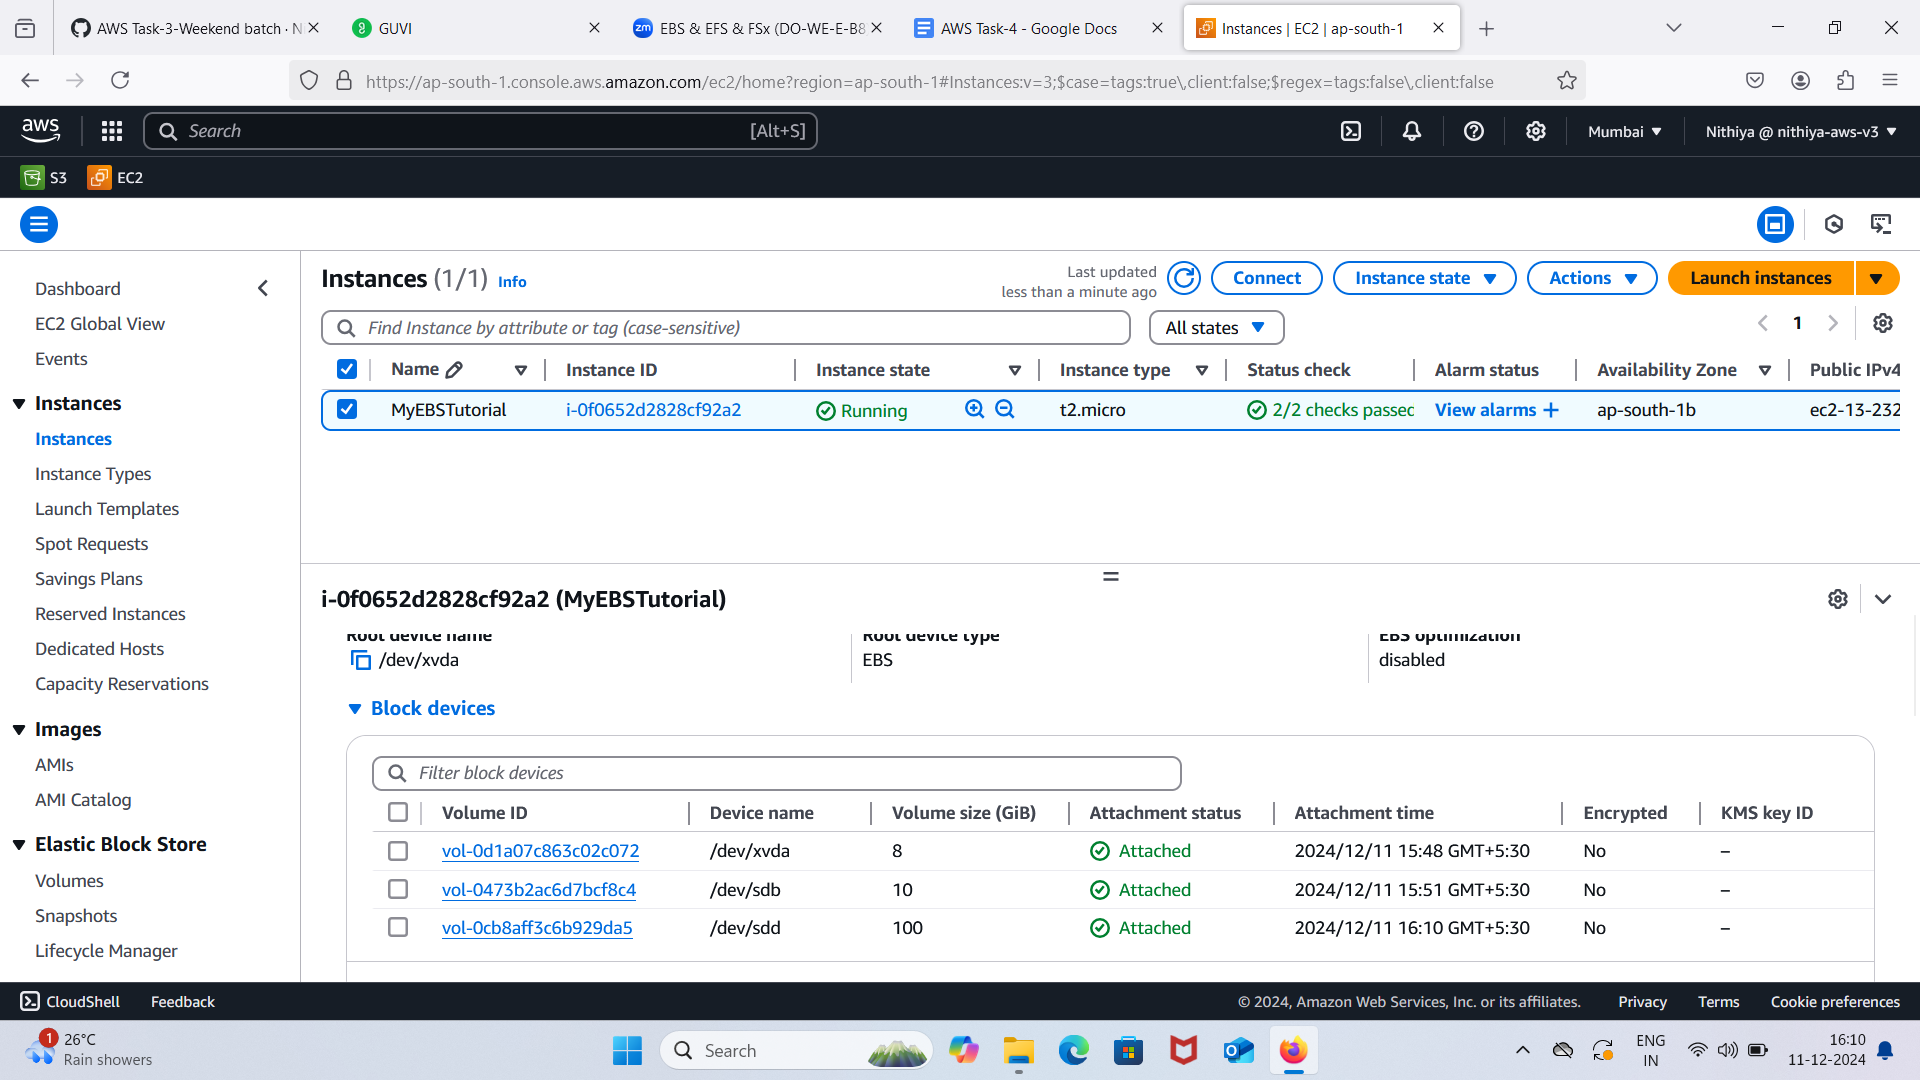 AWS Task-3-Weekend batch · N
GUVI
EBS & EFS & FSx (DO-WE-E-B8
AWS Task-4 - Google Docs
Instances | EC2 | ap-south-1
https://ap-south-1.console.aws.amazon.com/ec2/home?region=ap-south-1#Instances:v=3;$case=tags:true\,client:false;$regex=tags:false\,client:false
aws
Search [Alt+S]
Mumbai
Nithiya @ nithiya-aws-v3
S3
EC2
Dashboard
EC2 Global View
Events
Instances
Instances
Instance Types
Launch Templates
Spot Requests
Savings Plans
Reserved Instances
Dedicated Hosts
Capacity Reservations
Images
AMIs
AMI Catalog
Elastic Block Store
Volumes
Snapshots
Lifecycle Manager
Instances (1/1) Info
Last updated
less than a minute ago
Connect
Instance state
Actions
Launch instances
Find Instance by attribute or tag (case-sensitive)
All states
1
Name Instance ID Instance state Instance type Status check Alarm status Availability Zone Public IPv4
MyEBSTutorial i-0f0652d2828cf92a2 Running t2.micro 2/2 checks passed View alarms + ap-south-1b ec2-13-232
i-0f0652d2828cf92a2 (MyEBSTutorial)
Root device name Root device type EBS optimization
/dev/xvda EBS disabled
Block devices
Filter block devices
Volume ID Device name Volume size (GiB) Attachment status Attachment time Encrypted KMS key ID
vol-0d1a07c863c02c072 /dev/xvda 8 Attached 2024/12/11 15:48 GMT+5:30 No –
vol-0473b2ac6d7bcf8c4 /dev/sdb 10 Attached 2024/12/11 15:51 GMT+5:30 No –
vol-0cb8aff3c6b929da5 /dev/sdd 100 Attached 2024/12/11 16:10 GMT+5:30 No –
CloudShell Feedback © 2024, Amazon Web Services, Inc. or its affiliates. Privacy Terms Cookie preferences
1
26°C
Rain showers
Search
ENG
IN
16:10
11-12-2024